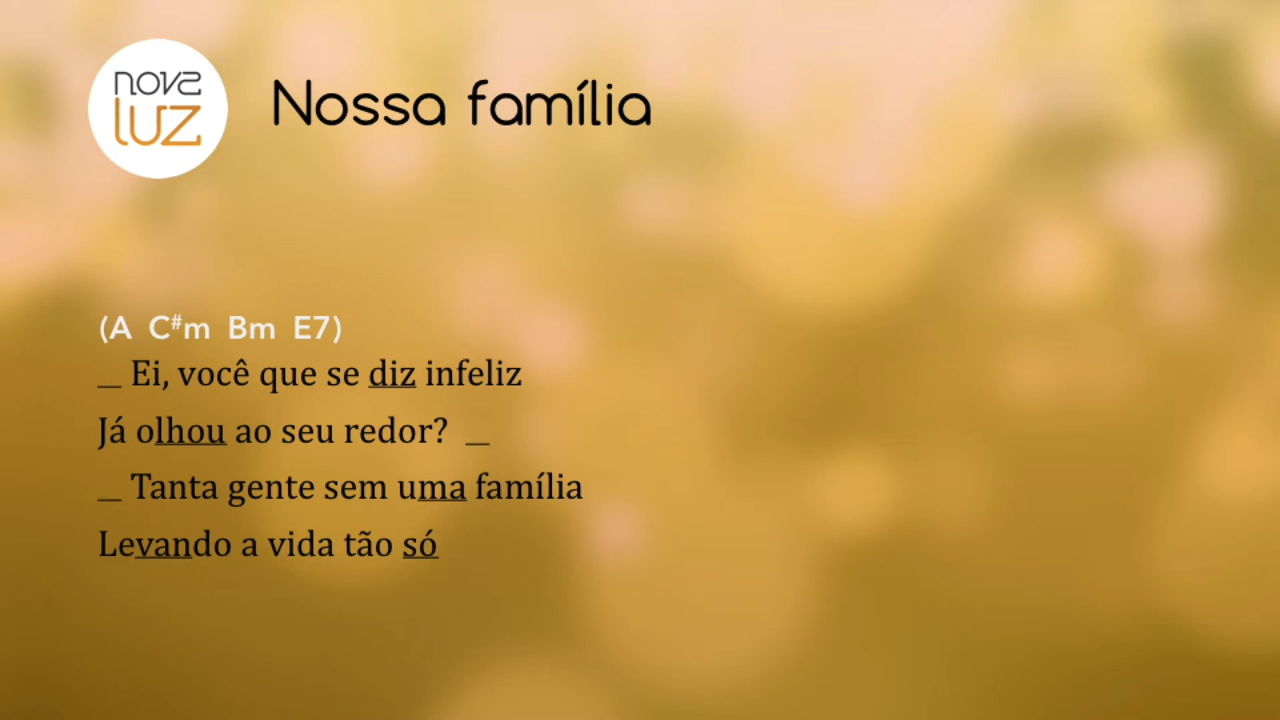 nova
luz
Nossa família
(A C#m Bm E7)
_ Ei, você que se diz infeliz
Já olhou ao seu redor? _
_ Tanta gente sem uma família
Levando a vida tão só